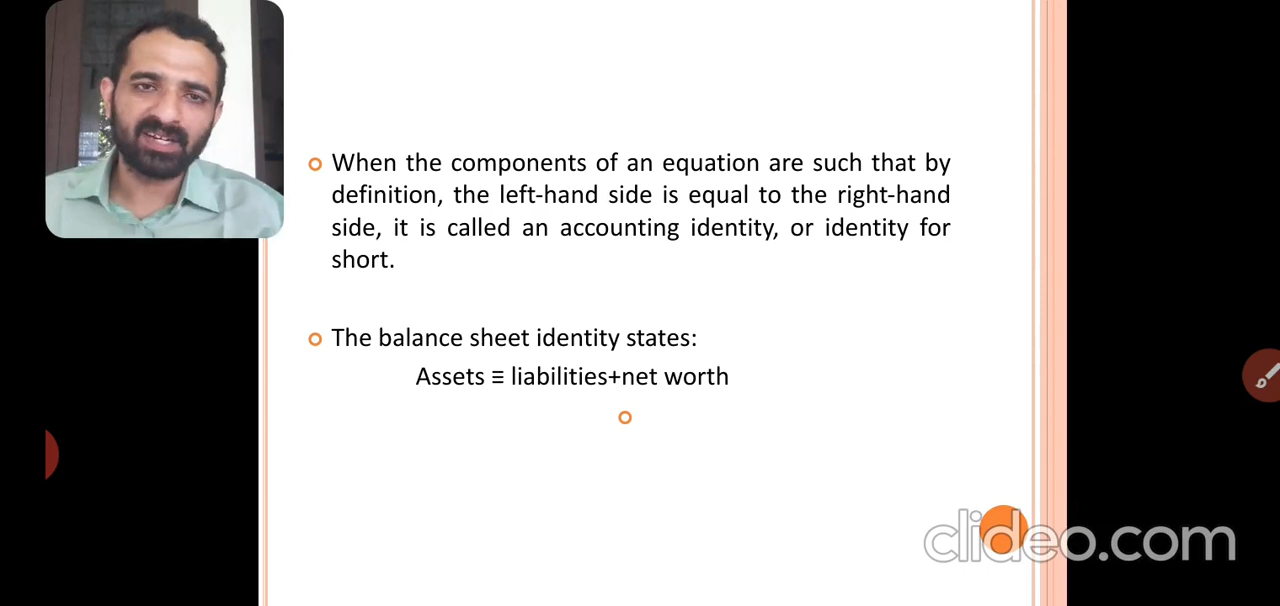 When the components of an equation are such that by
definition, the left-hand side is equal to the right-hand
side, it is called an accounting identity, or identity for
short.
The balance sheet identity states:
Assets ≡ liabilities+net worth
clideo.com